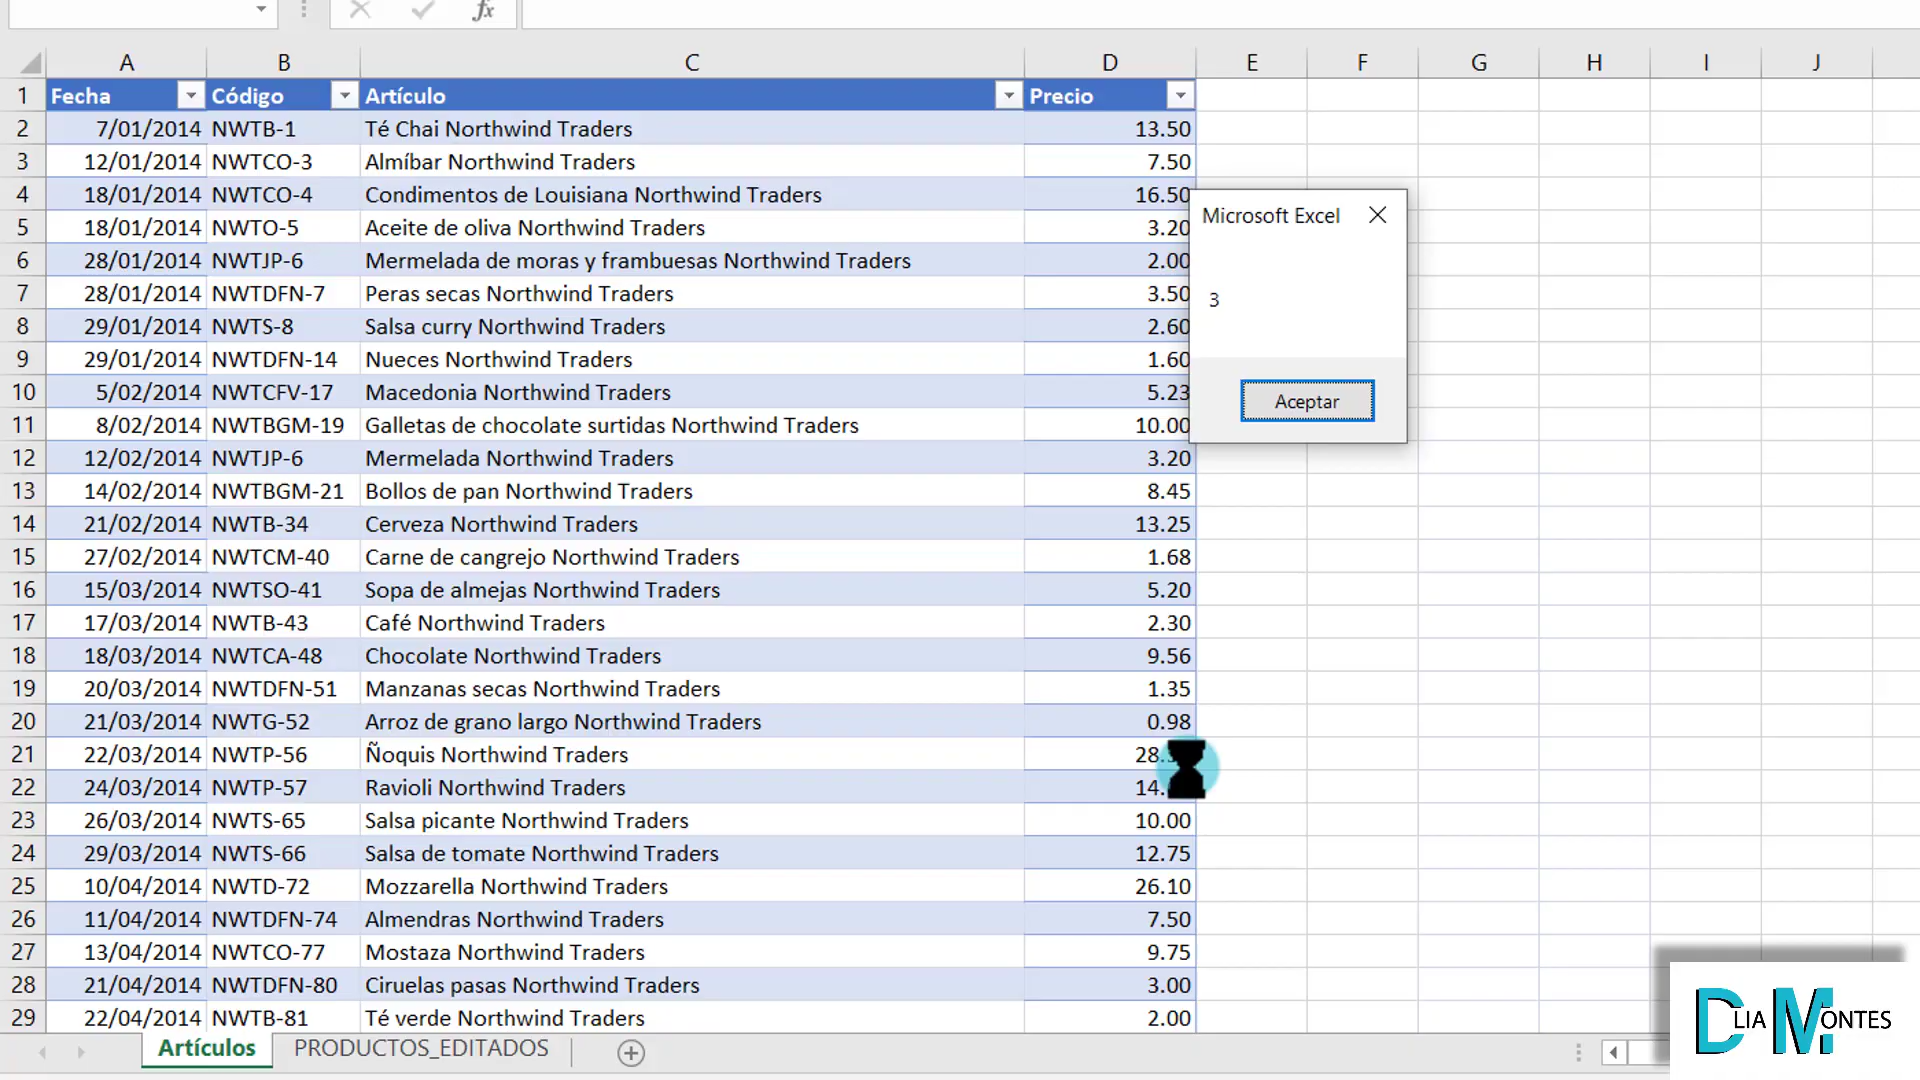 fx
A B C D E F G H I J
1 Fecha Código Artículo Precio
2 7/01/2014 NWTB-1 Té Chai Northwind Traders 13.50
3 12/01/2014 NWTCO-3 Almíbar Northwind Traders 7.50
4 18/01/2014 NWTCO-4 Condimentos de Louisiana Northwind Traders 16.50
5 18/01/2014 NWTO-5 Aceite de oliva Northwind Traders 3.20
6 28/01/2014 NWTJP-6 Mermelada de moras y frambuesas Northwind Traders 2.00
7 28/01/2014 NWTDFN-7 Peras secas Northwind Traders 3.50
8 29/01/2014 NWTS-8 Salsa curry Northwind Traders 2.60
9 29/01/2014 NWTDFN-14 Nueces Northwind Traders 1.60
10 5/02/2014 NWTCFV-17 Macedonia Northwind Traders 5.23
11 8/02/2014 NWTBGM-19 Galletas de chocolate surtidas Northwind Traders 10.00
12 12/02/2014 NWTJP-6 Mermelada Northwind Traders 3.20
13 14/02/2014 NWTBGM-21 Bollos de pan Northwind Traders 8.45
14 21/02/2014 NWTB-34 Cerveza Northwind Traders 13.25
15 27/02/2014 NWTCM-40 Carne de cangrejo Northwind Traders 1.68
16 15/03/2014 NWTSO-41 Sopa de almejas Northwind Traders 5.20
17 17/03/2014 NWTB-43 Café Northwind Traders 2.30
18 18/03/2014 NWTCA-48 Chocolate Northwind Traders 9.56
19 20/03/2014 NWTDFN-51 Manzanas secas Northwind Traders 1.35
20 21/03/2014 NWTG-52 Arroz de grano largo Northwind Traders 0.98
21 22/03/2014 NWTP-56 Ñoquis Northwind Traders
22 24/03/2014 NWTP-57 Ravioli Northwind Traders
23 26/03/2014 NWTS-65 Salsa picante Northwind Traders 10.00
24 29/03/2014 NWTS-66 Salsa de tomate Northwind Traders 12.75
25 10/04/2014 NWTD-72 Mozzarella Northwind Traders 26.10
26 11/04/2014 NWTDFN-74 Almendras Northwind Traders 7.50
27 13/04/2014 NWTCO-77 Mostaza Northwind Traders 9.75
28 21/04/2014 NWTDFN-80 Ciruelas pasas Northwind Traders 3.00
29 22/04/2014 NWTB-81 Té verde Northwind Traders 2.00
Microsoft Excel
3
Aceptar
Artículos PRODUCTOS_EDITADOS
DLIA MONTES